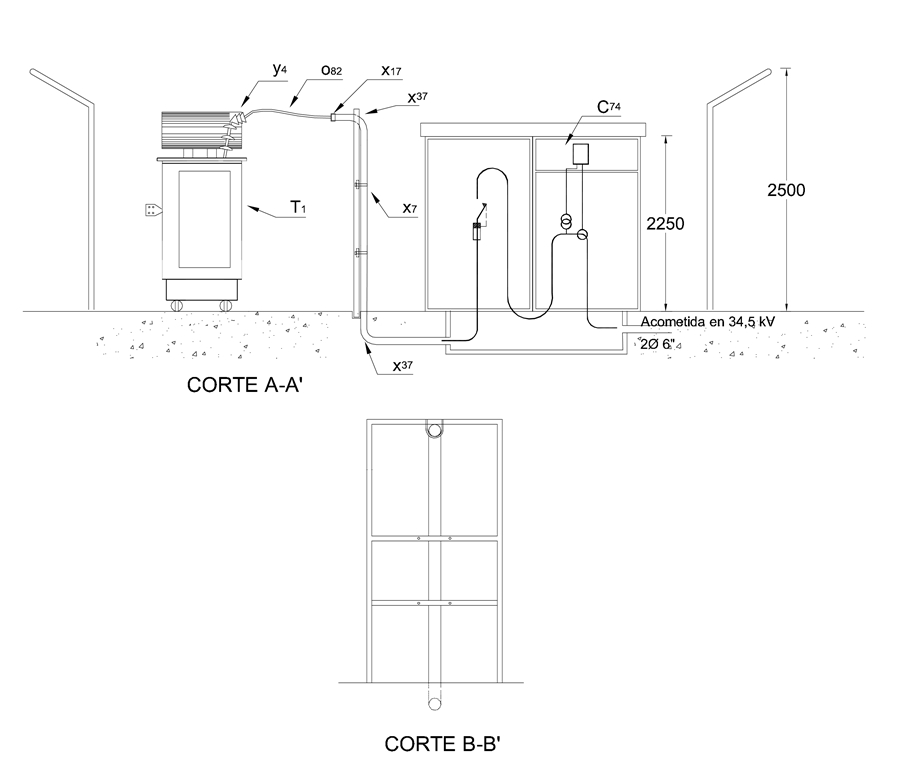 y4
o82
x17
x37
C74
T1
x7
2250
2500
Acometida en 34,5 kV
2Ø 6"
x37
CORTE A-A'
CORTE B-B'